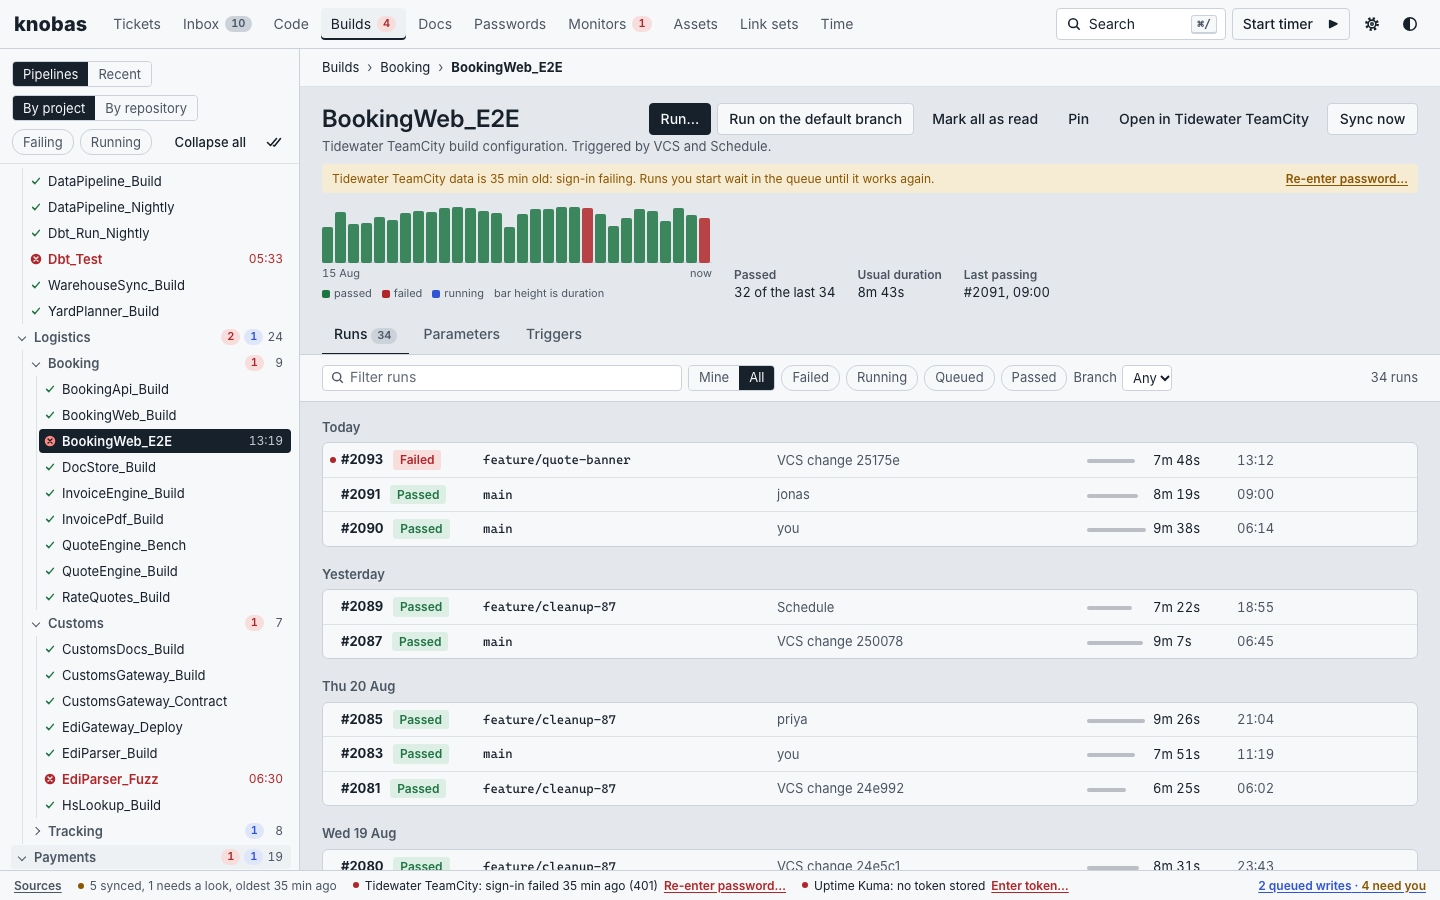 knobas Tickets Inbox 10 Code Builds 4 Docs Passwords Monitors 1 Assets Link sets Time Search ⌘/ Start timer
Pipelines Recent
By project By repository
Failing Running Collapse all
DataPipeline_Build
DataPipeline_Nightly
Dbt_Run_Nightly
Dbt_Test 05:33
WarehouseSync_Build
YardPlanner_Build
Logistics 2 1 24
Booking 1 9
BookingApi_Build
BookingWeb_Build
BookingWeb_E2E 13:19
DocStore_Build
InvoiceEngine_Build
InvoicePdf_Build
QuoteEngine_Bench
QuoteEngine_Build
RateQuotes_Build
Customs 1 7
CustomsDocs_Build
CustomsGateway_Build
CustomsGateway_Contract
EdiGateway_Deploy
EdiParser_Build
EdiParser_Fuzz 06:30
HsLookup_Build
Tracking 1 8
Payments 1 1 19
Builds › Booking › BookingWeb_E2E
BookingWeb_E2E Run... Run on the default branch Mark all as read Pin Open in Tidewater TeamCity Sync now
Tidewater TeamCity build configuration. Triggered by VCS and Schedule.
Tidewater TeamCity data is 35 min old: sign-in failing. Runs you start wait in the queue until it works again. Re-enter password...
15 Aug now
passed failed running bar height is duration
Passed Usual duration Last passing
32 of the last 34 8m 43s #2091, 09:00
Runs 34 Parameters Triggers
Filter runs Mine All Failed Running Queued Passed Branch Any 34 runs
Today
#2093 Failed feature/quote-banner VCS change 25175e 7m 48s 13:12
#2091 Passed main jonas 8m 19s 09:00
#2090 Passed main you 9m 38s 06:14
Yesterday
#2089 Passed feature/cleanup-87 Schedule 7m 22s 18:55
#2087 Passed main VCS change 250078 9m 7s 06:45
Thu 20 Aug
#2085 Passed feature/cleanup-87 priya 9m 26s 21:04
#2083 Passed main you 7m 51s 11:19
#2081 Passed feature/cleanup-87 VCS change 24e992 6m 25s 06:02
Wed 19 Aug
#2080 Passed feature/cleanup-87 VCS change 24e5c1 8m 31s 23:43
Sources 5 synced, 1 needs a look, oldest 35 min ago Tidewater TeamCity: sign-in failed 35 min ago (401) Re-enter password... Uptime Kuma: no token stored Enter token... 2 queued writes · 4 need you